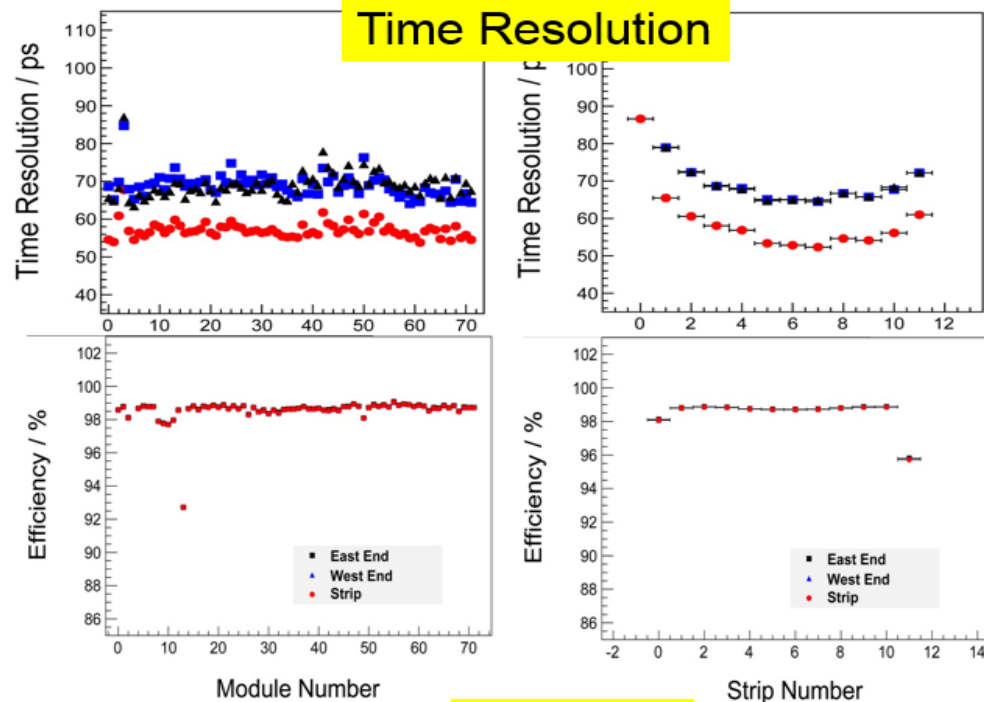 Time Resolution
Time Resolution / ps
110
100
90
80
70
60
50
40
0 10 20 30 40 50 60 70
Time Resolution / p
110
100
90
80
70
60
50
40
0 2 4 6 8 10 12
Efficiency / %
102
100
98
96
94
92
90
88
86
East End
West End
Strip
0 10 20 30 40 50 60 70
Module Number
Efficiency / %
102
100
98
96
94
92
90
88
86
East End
West End
Strip
-2 0 2 4 6 8 10 12 14
Strip Number